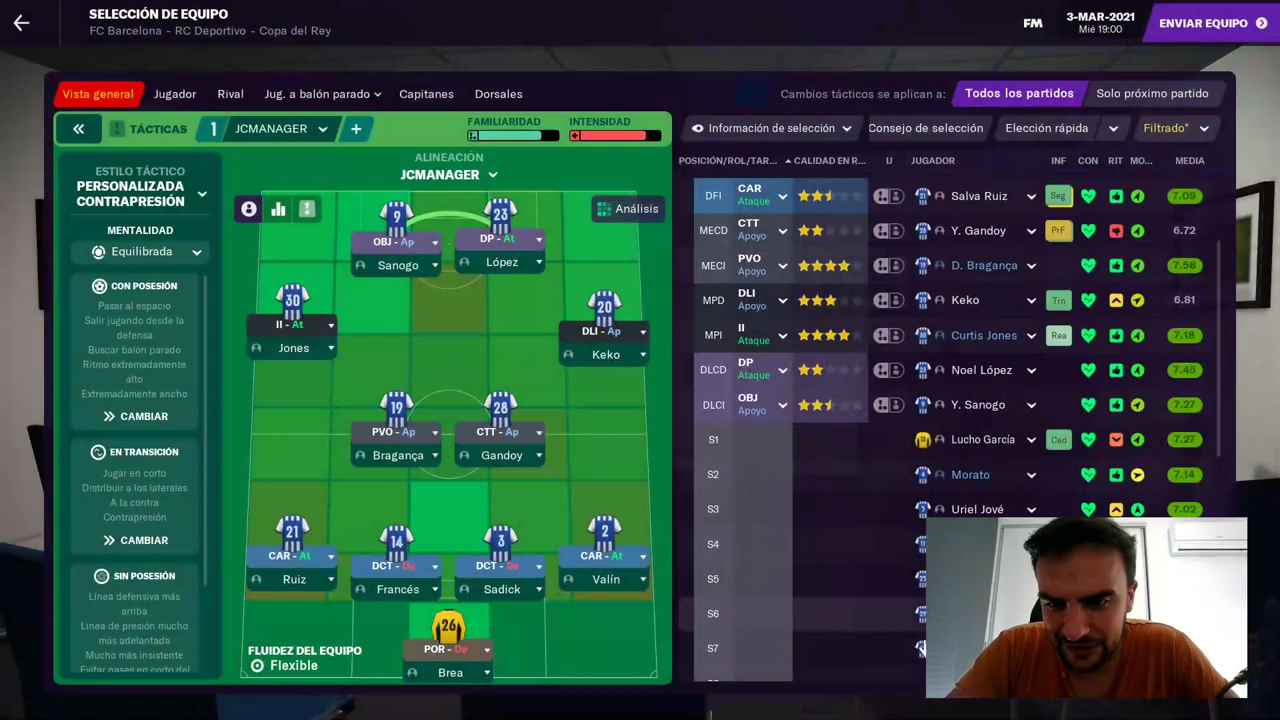 SELECCIÓN DE EQUIPO
FC Barcelona - RC Deportivo - Copa del Rey
FM
3-MAR-2021
Mié 19:00
ENVIAR EQUIPO
Vista general
Jugador
Rival
Jug. a balón parado
Capitanes
Dorsales
Cambios tácticos se aplican a:
Todos los partidos
Solo próximo partido
TÁCTICAS
1
JCMANAGER
FAMILIARIDAD
INTENSIDAD
Información de selección
Consejo de selección
Elección rápida
Filtrado*
ESTILO TÁCTICO
PERSONALIZADA
CONTRAPRESIÓN
MENTALIDAD
Equilibrada
CON POSESIÓN
Pasar al espacio
Salir jugando desde la
defensa
Buscar balón parado
Ritmo extremadamente
alto
Extremadamente ancho
CAMBIAR
EN TRANSICIÓN
Jugar en corto
Distribuir a los laterales
A la contra
Contrapresión
CAMBIAR
SIN POSESIÓN
Línea defensiva más
arriba
Línea de presión mucho
más adelantada
Mucho más insistente
Evitar pases en corto del
ALINEACIÓN
JCMANAGER
Análisis
9
OBJ - Ap
Sanogo
23
DP - At
López
30
II - At
Jones
20
DLI - Ap
Keko
19
PVO - Ap
Bragança
28
CTT - Ap
Gandoy
21
CAR - At
Ruiz
14
DCT - De
Francés
3
DCT - De
Sadick
2
CAR - At
Valín
26
POR - De
Brea
FLUIDEZ DEL EQUIPO
Flexible
POSICIÓN/ROL/TAR... CALIDAD EN R... IJ JUGADOR INF CON RIT MO... MEDIA
DFI CAR Ataque Salva Ruiz Seg 7.09
MECD CTT Apoyo Y. Gandoy PrF 6.72
MECI PVO Apoyo D. Bragança 7.58
MPD DLI Apoyo Keko Trn 6.81
MPI II Ataque Curtis Jones Rea 7.18
DLCD DP Ataque Noel López 7.45
DLCI OBJ Apoyo Y. Sanogo 7.27
S1 Lucho García Ced 7.27
S2 Morato 7.14
S3 Uriel Jové 7.02
S4
S5
S6
S7